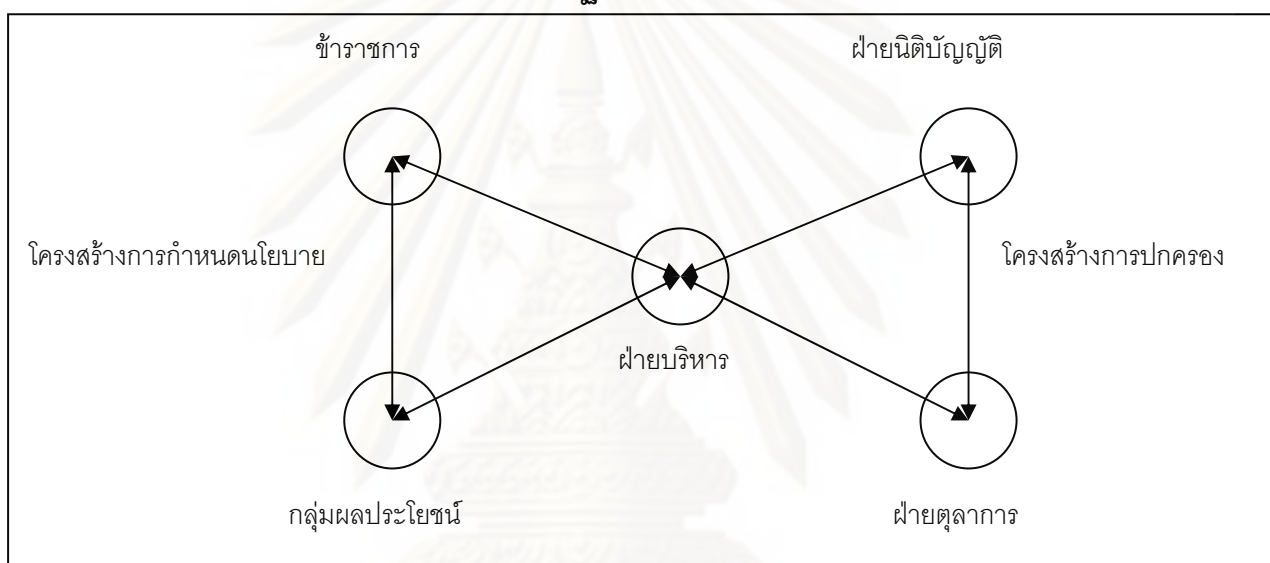 ข้าราชการ
ฝ่ายนิติบัญญัติ
โครงสร้างการกำหนดนโยบาย
โครงสร้างการปกครอง
ฝ่ายบริหาร
กลุ่มผลประโยชน์
ฝ่ายตุลาการ